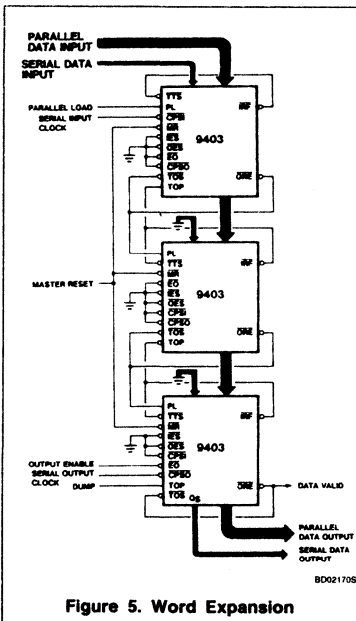 PARALLEL
DATA INPUT
SERIAL DATA
INPUT
TTS
PARALLEL LOAD
PL
IRF
SERIAL INPUT
CLOCK
CPSI
MR
IES
9403
OES
EO
CPSO
TOS
ORE
TOP
PL
TTS
IRF
MASTER RESET
MR
EO
IES
9403
OES
CPSI
CPSO
TOS
ORE
TOP
PL
TTS
IRF
MR
IES
OES
9403
CPSI
OUTPUT ENABLE
EO
SERIAL OUTPUT
CLOCK
CPSO
DUMP
TOP
ORE
DATA VALID
TOS
QS
PARALLEL
DATA OUTPUT
SERIAL DATA
OUTPUT
BD02170S
Figure 5. Word Expansion